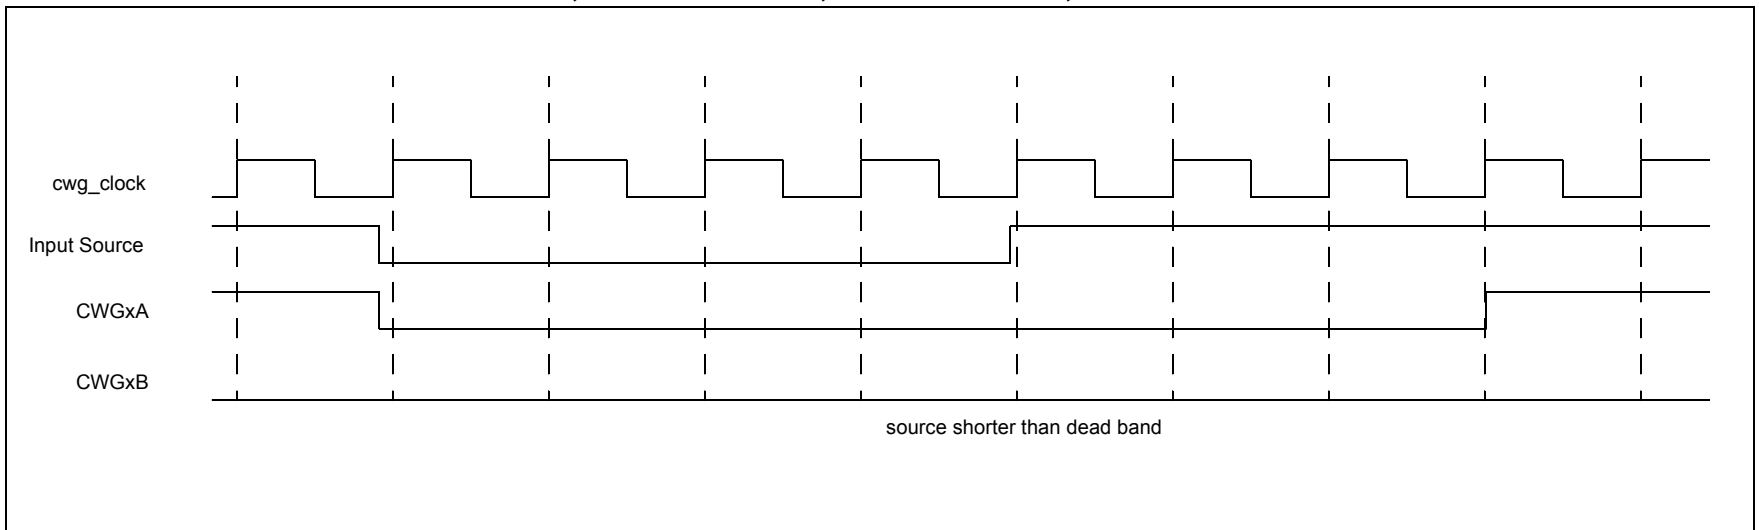 cwg_clock
Input Source
CWGxA
CWGxB
source shorter than dead band